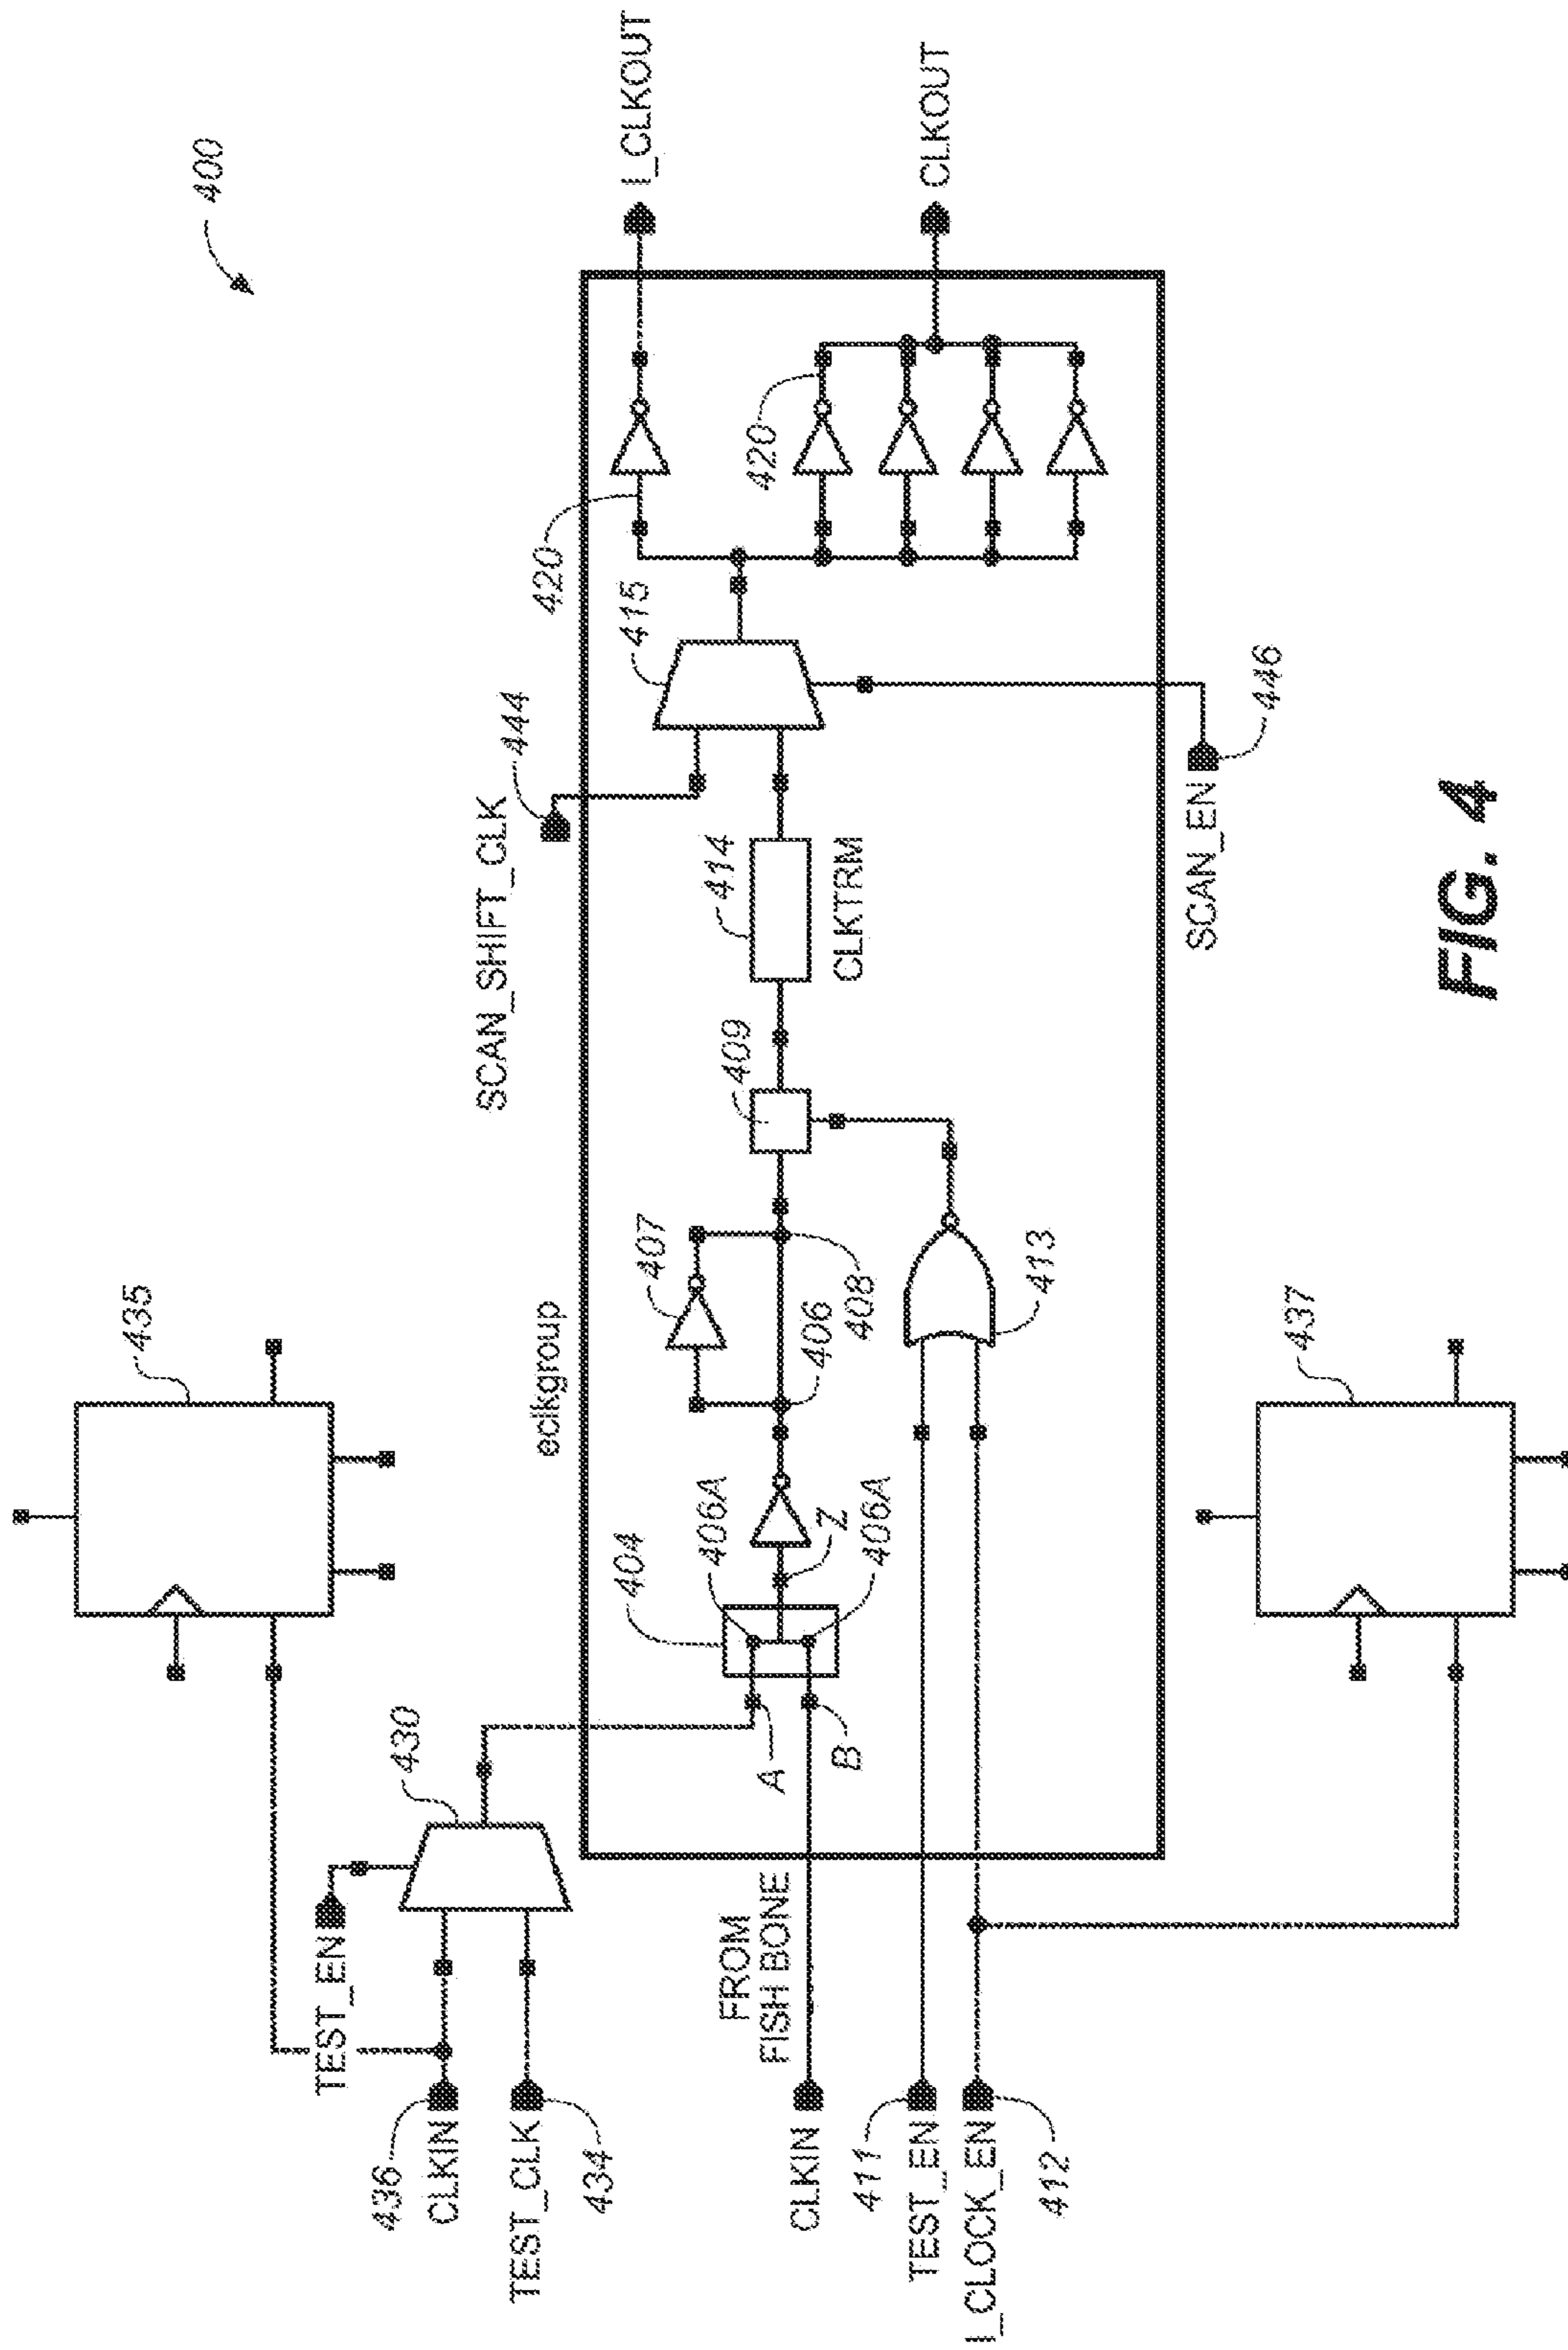 400
435
TEST_EN
430
436
CLKIN
TEST_CLK
434
SCAN_SHIFT_CLK
444
eclkgroup
420
I_CLKOUT
404
406A
407
409
414
415
420
CLKOUT
FROM
FISH BONE
CLKIN
A
B
Z
406A
406
408
CLKTRM
411
TEST_EN
I_CLOCK_EN
412
413
SCAN_EN
446
437
FIG. 4